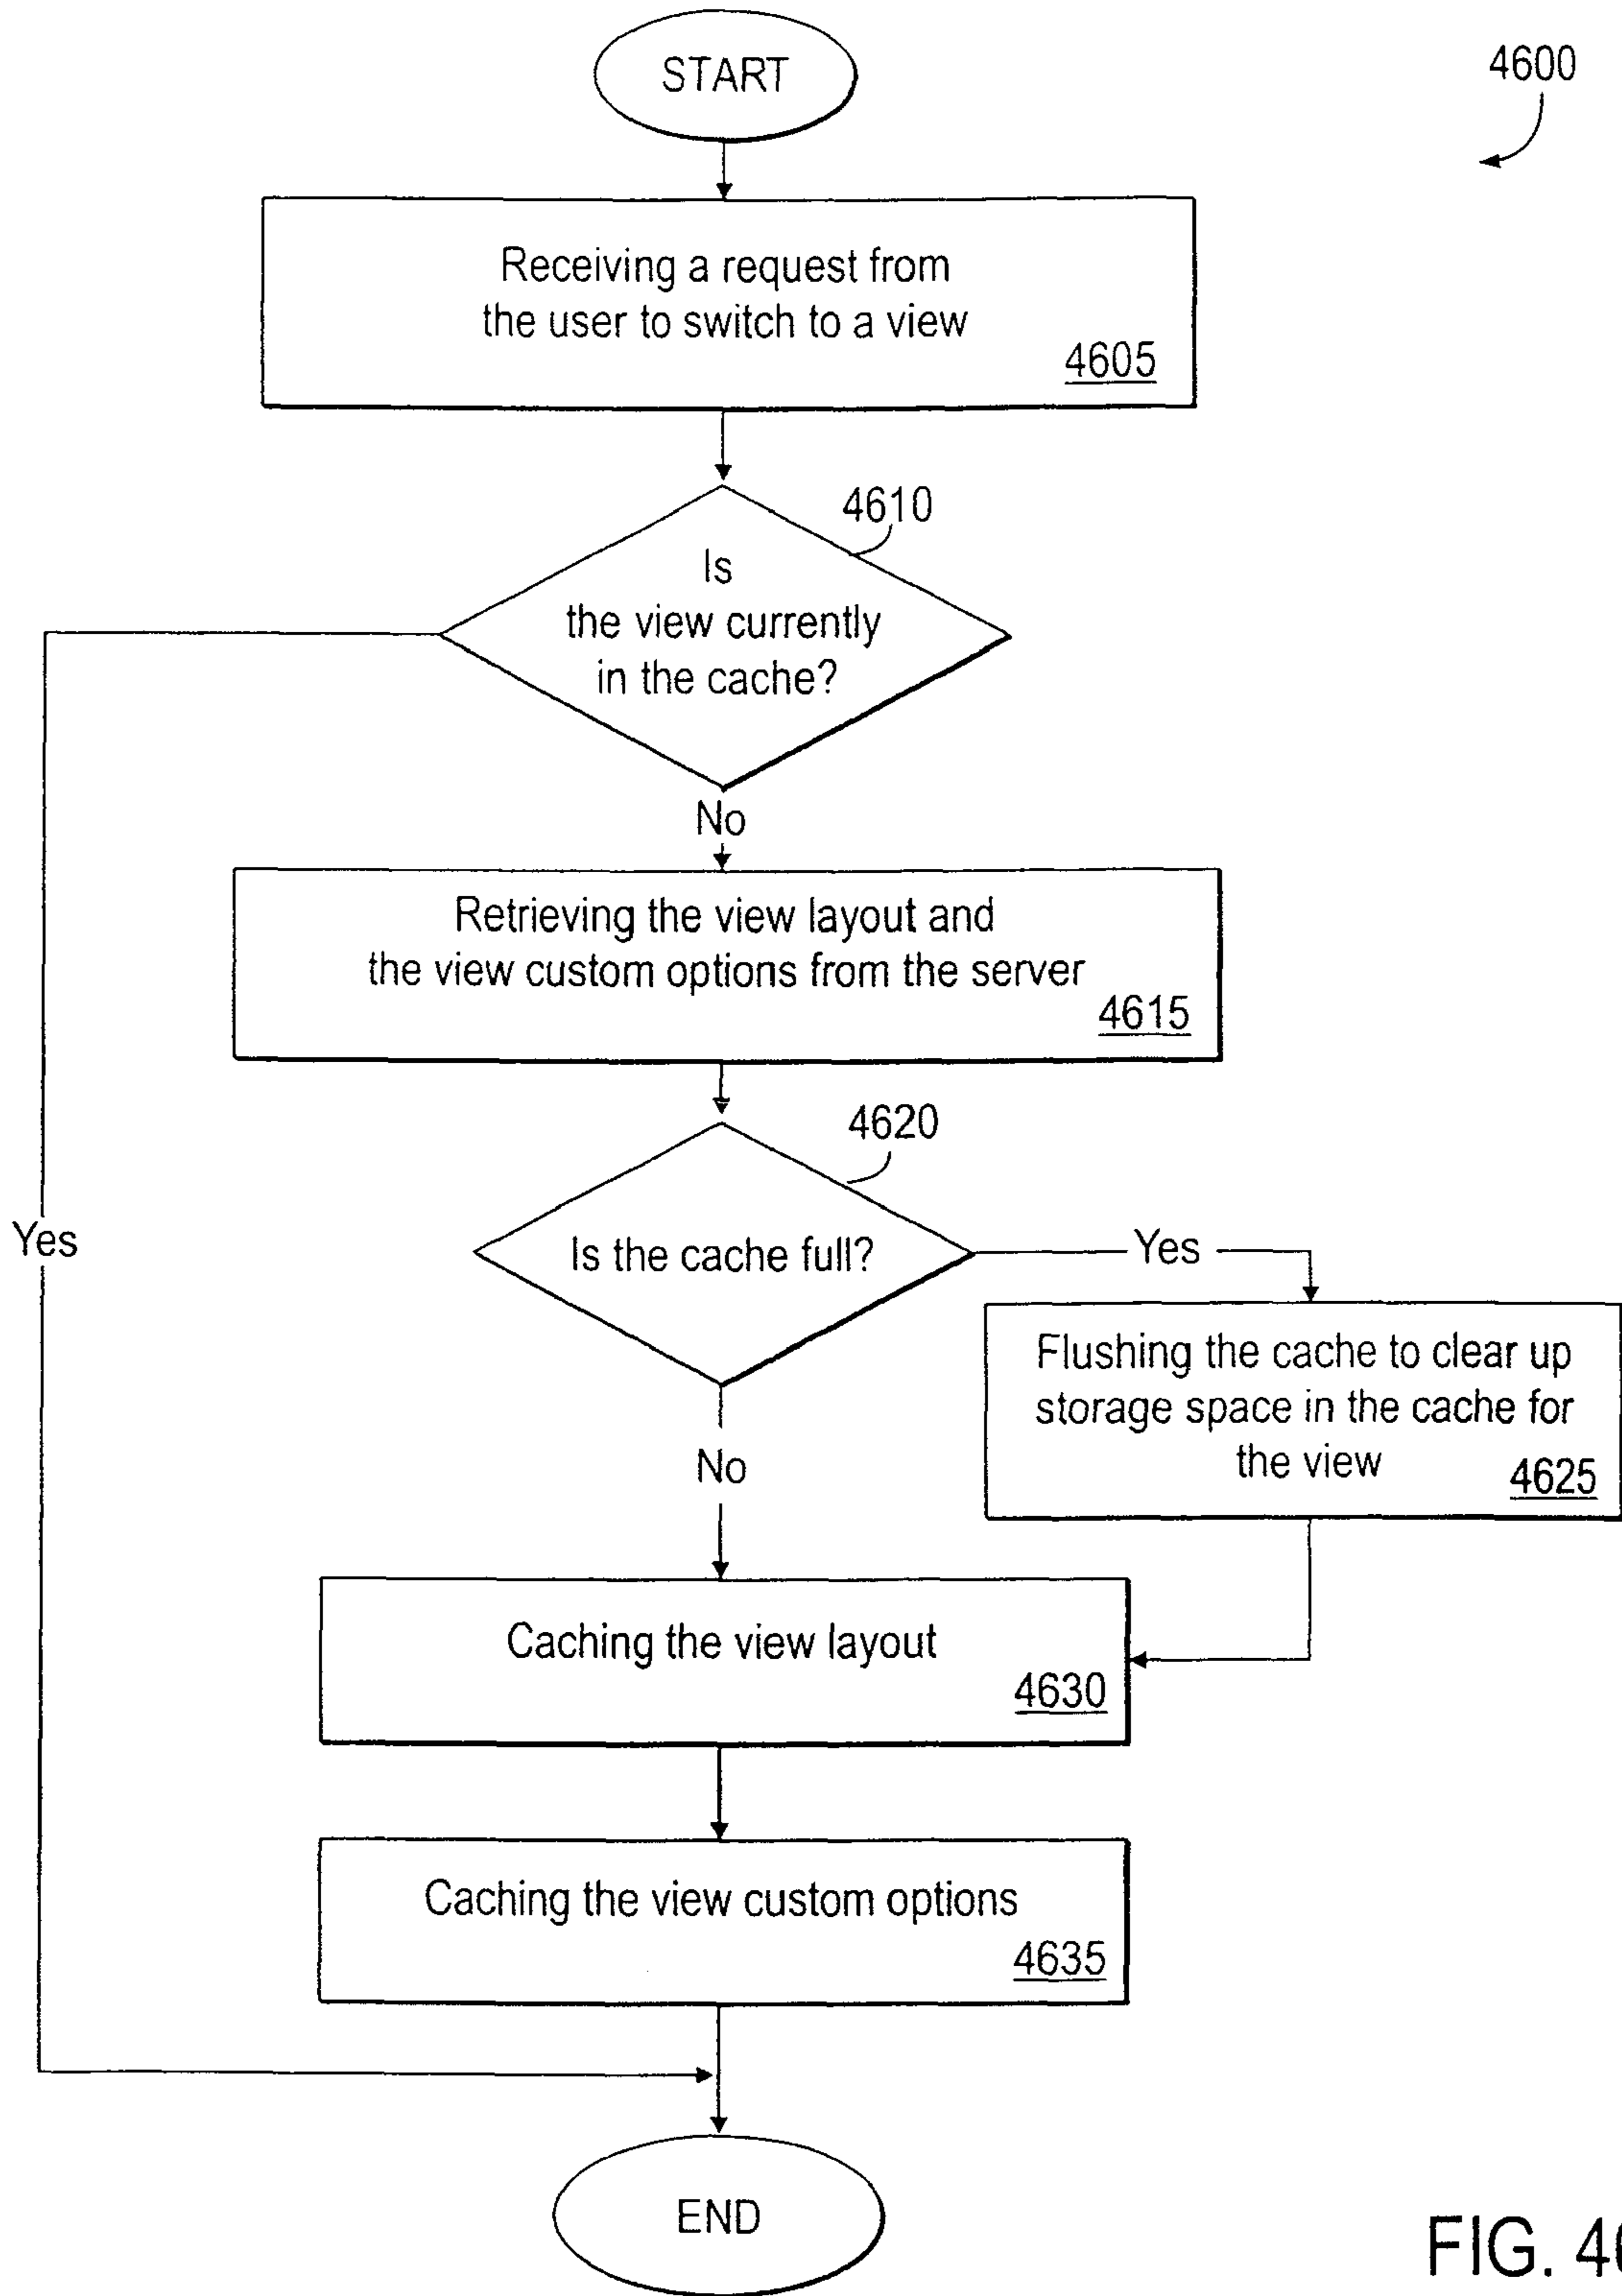 START
4600
Receiving a request from
the user to switch to a view
4605
4610
Is
the view currently
in the cache?
No
Retrieving the view layout and
the view custom options from the server
4615
4620
Yes
Is the cache full?
Yes
Flushing the cache to clear up
storage space in the cache for
the view
4625
No
Caching the view layout
4630
Caching the view custom options
4635
END
FIG. 46